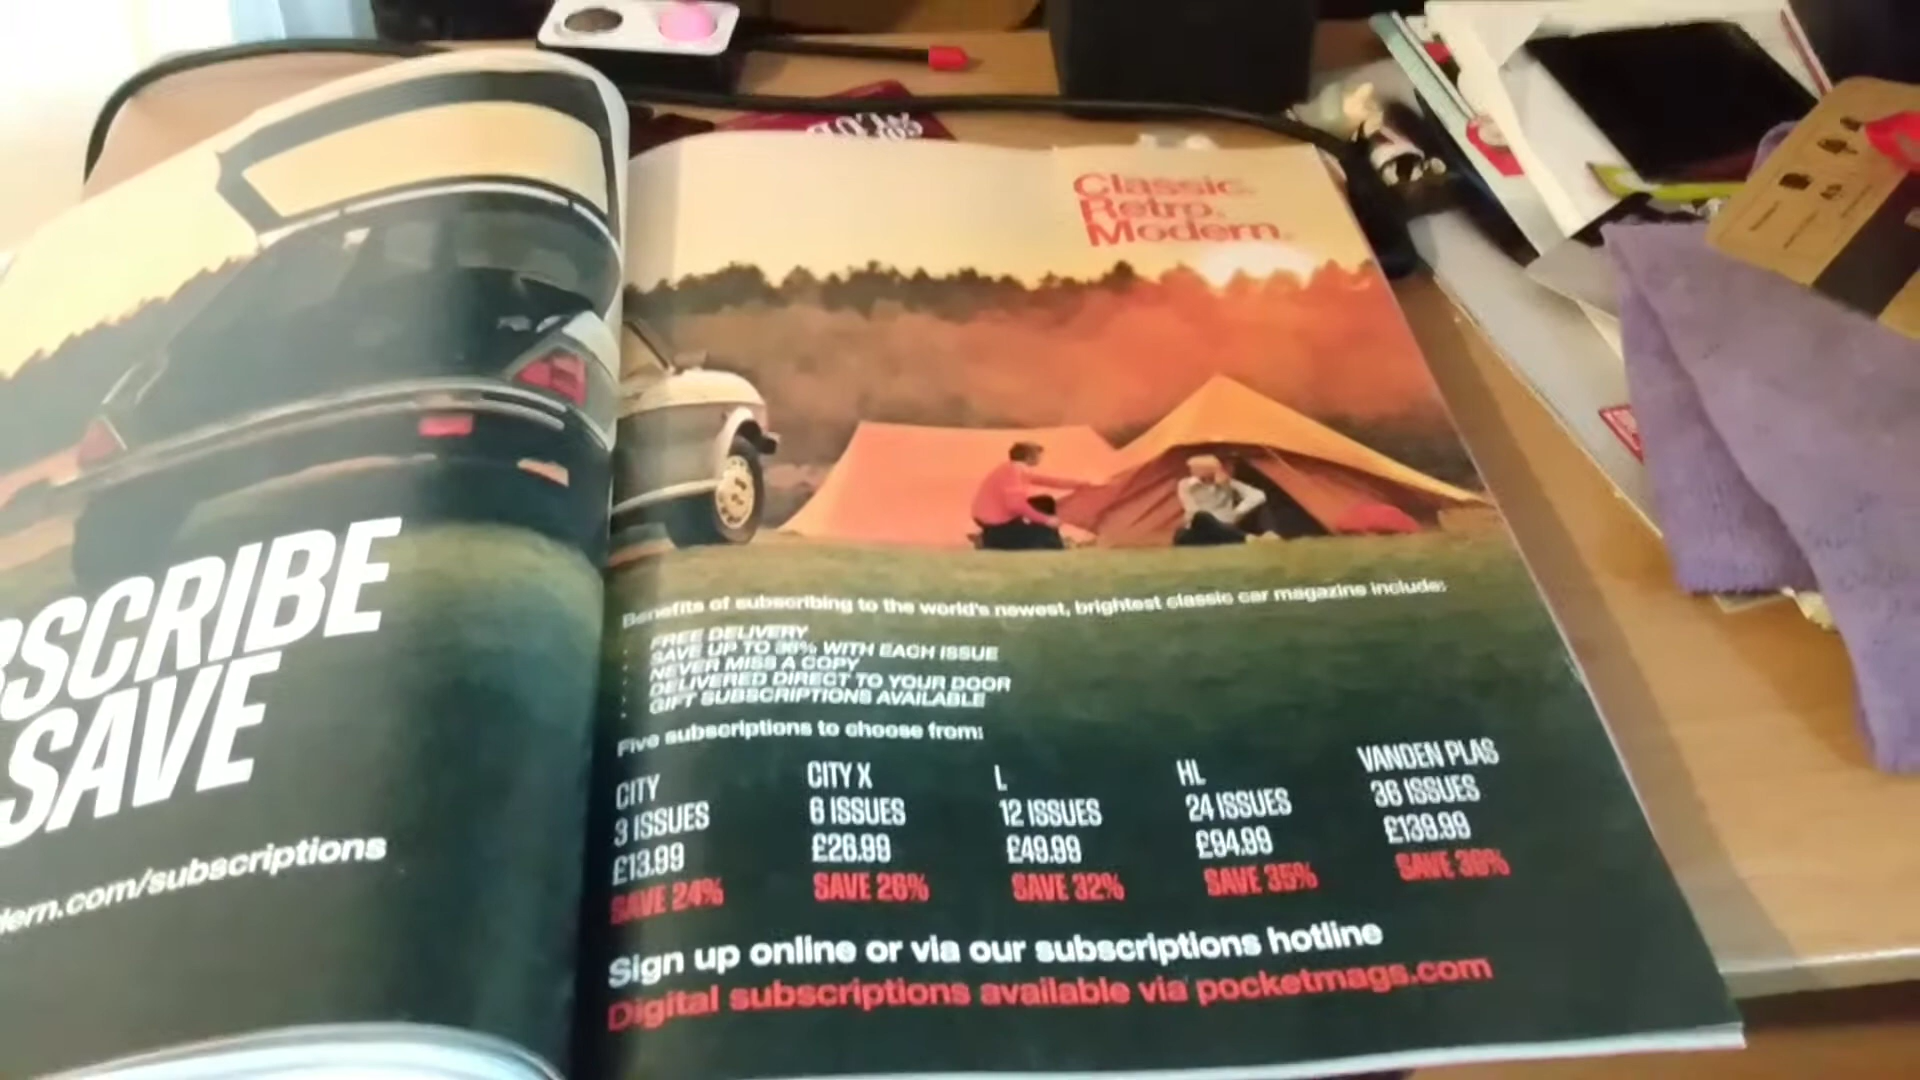 BSCRIBE
SAVE
dern.com/subscriptions
Classic.
Retro.
Modern.
Benefits of subscribing to the world's newest, brightest classic car magazine include:
FREE DELIVERY
SAVE UP TO 36% WITH EACH ISSUE
NEVER MISS A COPY
DELIVERED DIRECT TO YOUR DOOR
GIFT SUBSCRIPTIONS AVAILABLE
Five subscriptions to choose from:
CITY
3 ISSUES
£13.99
SAVE 24%
CITY X
6 ISSUES
£26.99
SAVE 26%
L
12 ISSUES
£49.99
SAVE 32%
HL
24 ISSUES
£94.99
SAVE 35%
VANDEN PLAS
36 ISSUES
£139.99
SAVE 36%
Sign up online or via our subscriptions hotline
Digital subscriptions available via pocketmags.com